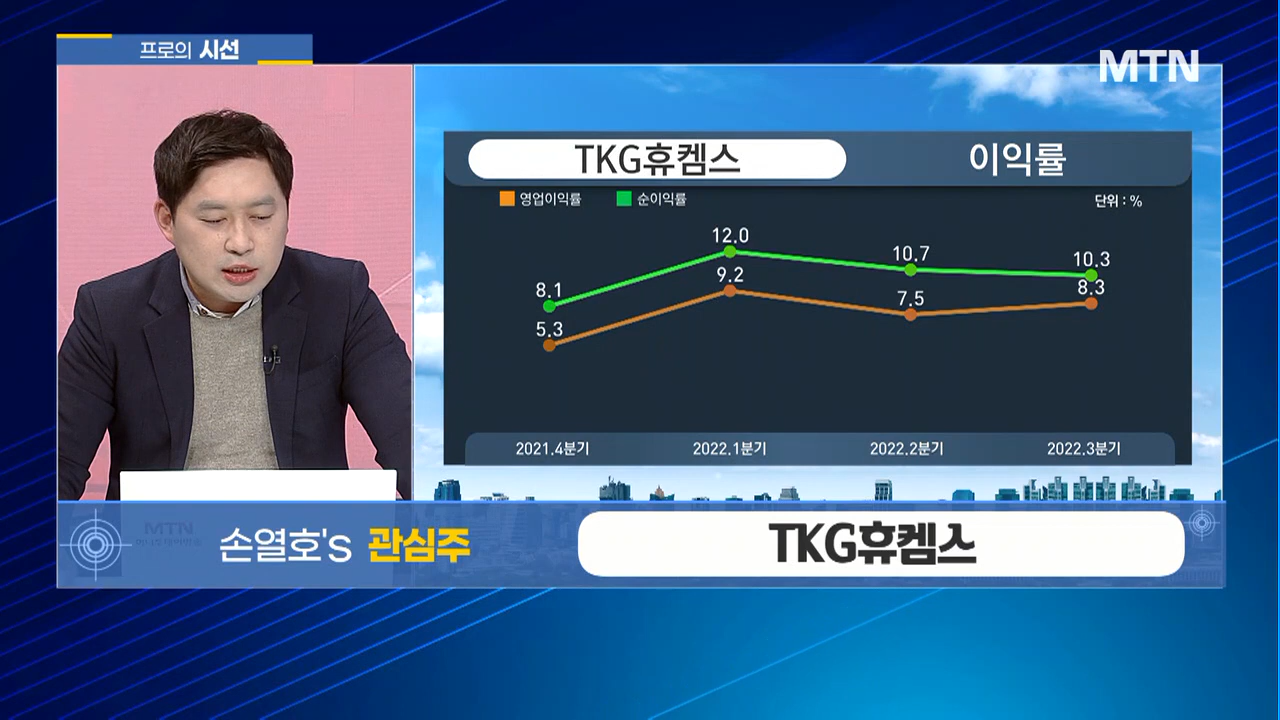 프로의 시선
MTN
TKG휴켐스
이익률
영업이익률
순이익률
단위 : %
8.1
12.0
10.7
10.3
5.3
9.2
7.5
8.3
2021.4분기
2022.1분기
2022.2분기
2022.3분기
MTN
손열호's 관심주
TKG휴켐스